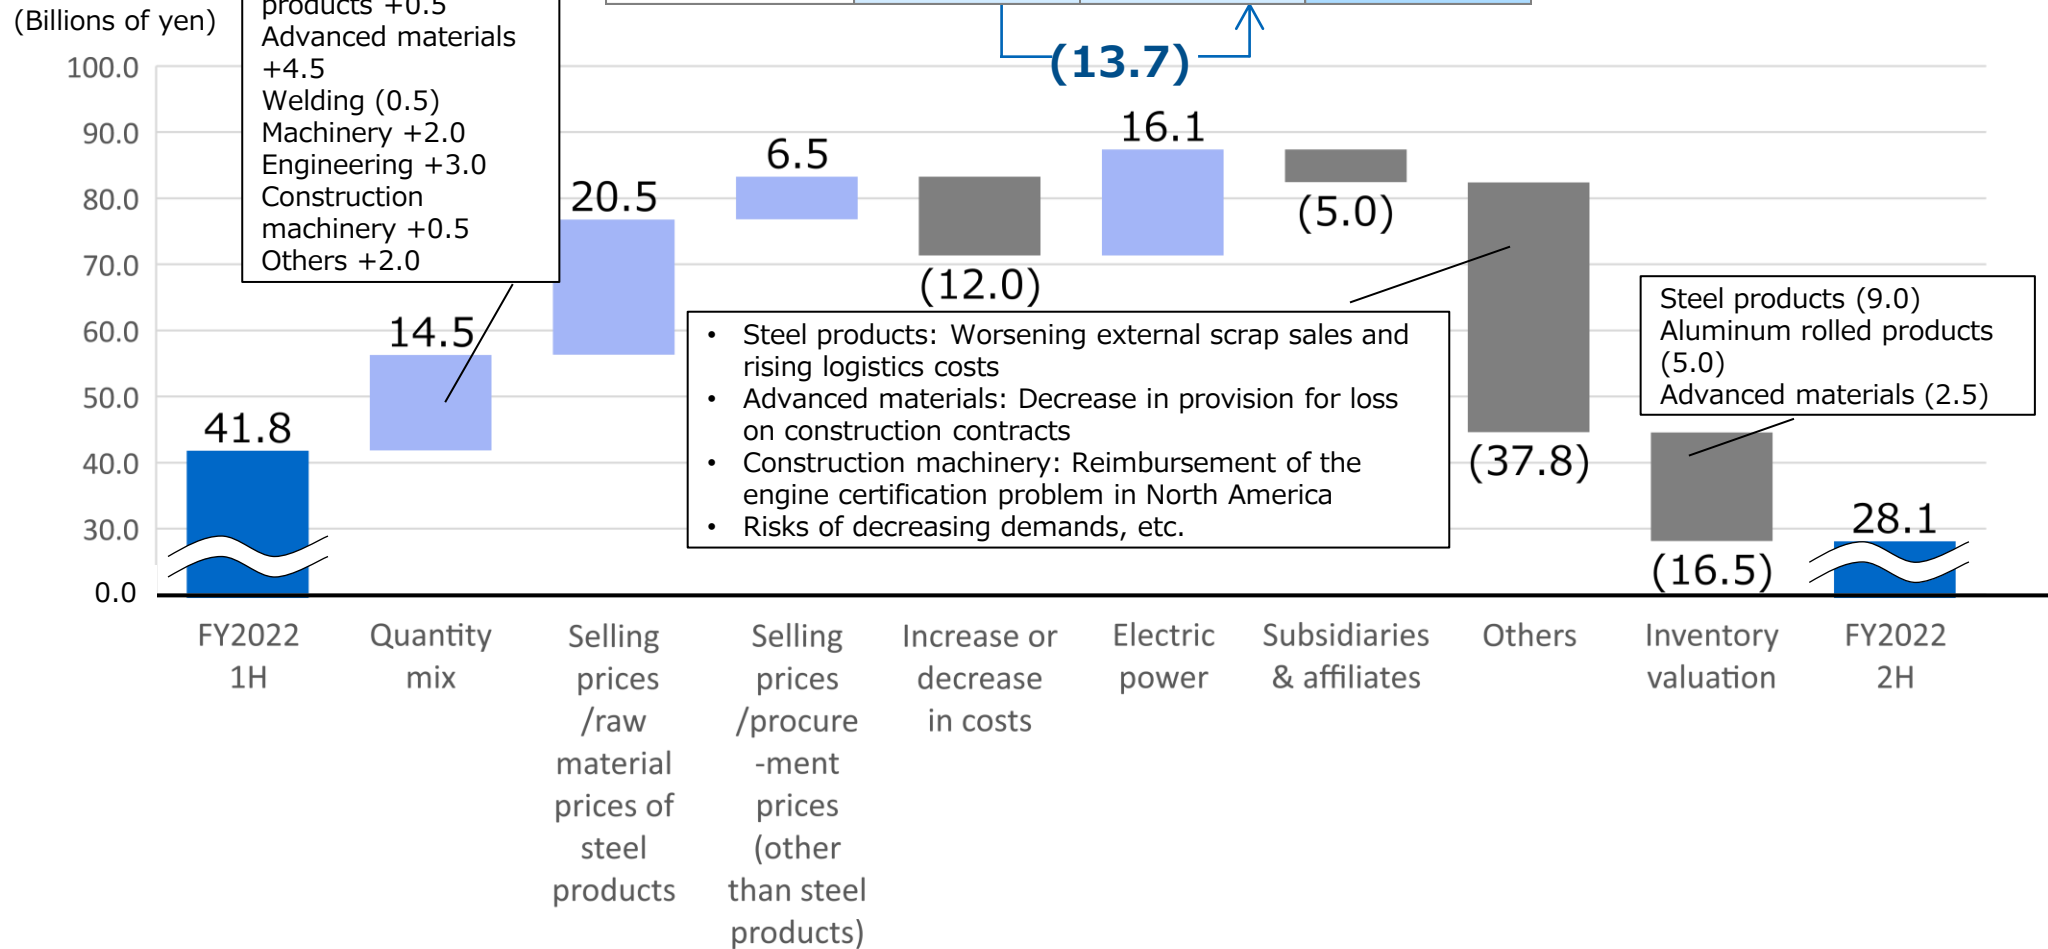 (Billions of yen)
products +0.5
Advanced materials
+4.5
Welding (0.5)
Machinery +2.0
Engineering +3.0
Construction
machinery +0.5
Others +2.0
(13.7)
100.0
90.0
80.0
70.0
60.0
50.0
40.0
30.0
0.0
41.8
14.5
20.5
6.5
(12.0)
16.1
(5.0)
(37.8)
(16.5)
28.1
• Steel products: Worsening external scrap sales and
rising logistics costs
• Advanced materials: Decrease in provision for loss
on construction contracts
• Construction machinery: Reimbursement of the
engine certification problem in North America
• Risks of decreasing demands, etc.
Steel products (9.0)
Aluminum rolled products
(5.0)
Advanced materials (2.5)
FY2022
1H
Quantity
mix
Selling
prices
/raw
material
prices of
steel
products
Selling
prices
/procure
-ment
prices
(other
than steel
products)
Increase or
decrease
in costs
Electric
power
Subsidiaries
& affiliates
Others
Inventory
valuation
FY2022
2H